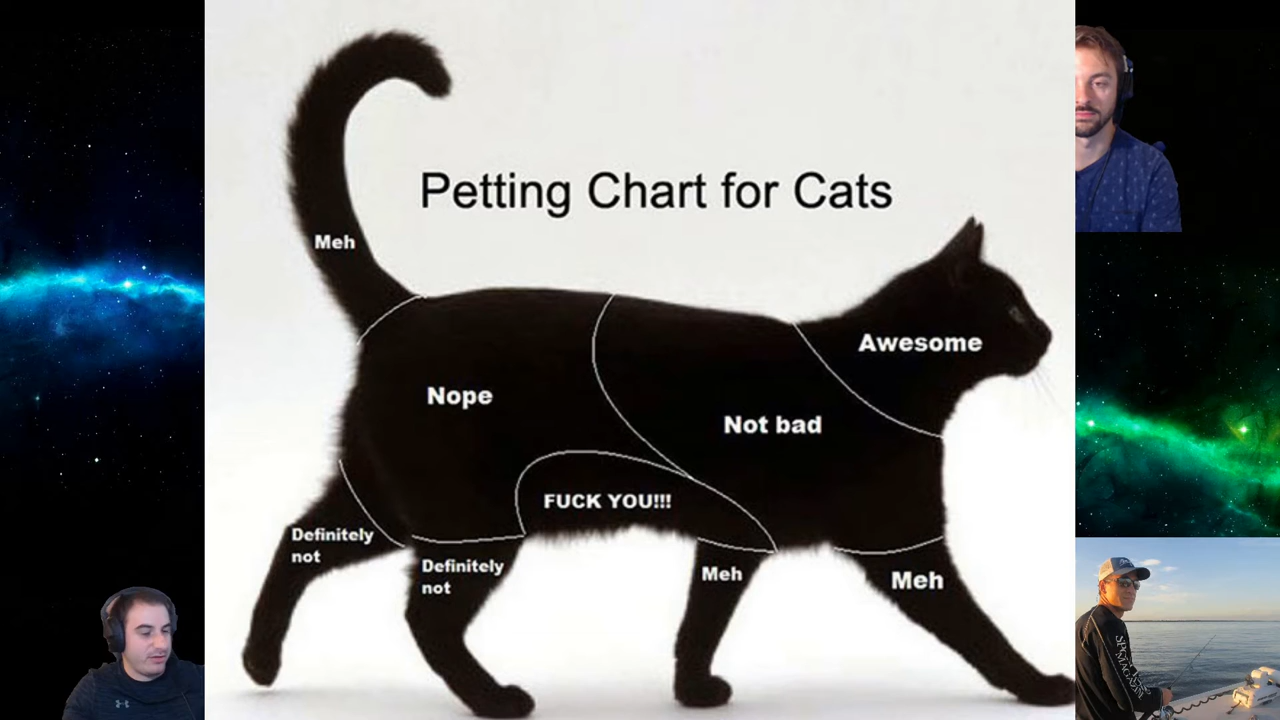 Petting Chart for Cats
Meh
Awesome
Nope
Not bad
FUCK YOU!!!
Definitely
not
Definitely
not
Meh
Meh